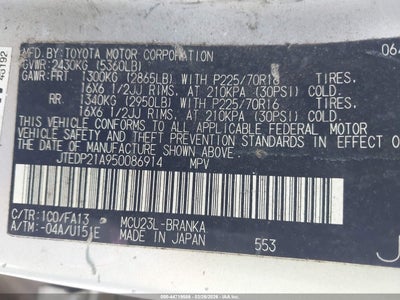 MFD. BY: TOYOTA MOTOR CORPORATION 06
GVWR: 2430KG (5360LB)
GAWR: FRT 1300KG (2865LB) WITH P225/70R16 TIRES,
16X6 1/2JJ RIMS, AT 210KPA (30PSI) COLD.
RR 1340KG (2950LB) WITH P225/70R16 TIRES,
16X6 1/2JJ RIMS, AT 210KPA (30PSI) COLD.
THIS VEHICLE CONFORMS TO ALL APPLICABLE FEDERAL MOTOR
VEHICLE SAFETY STANDARDS IN EFFECT ON
THE DATE OF MANUFACTURE SHOWN ABOVE.
JTEDP21A950086914 MPV
C/TR: 1C0/FA13 MCU23L-BRANKA
A/TM: -04A/U151E MADE IN JAPAN 553